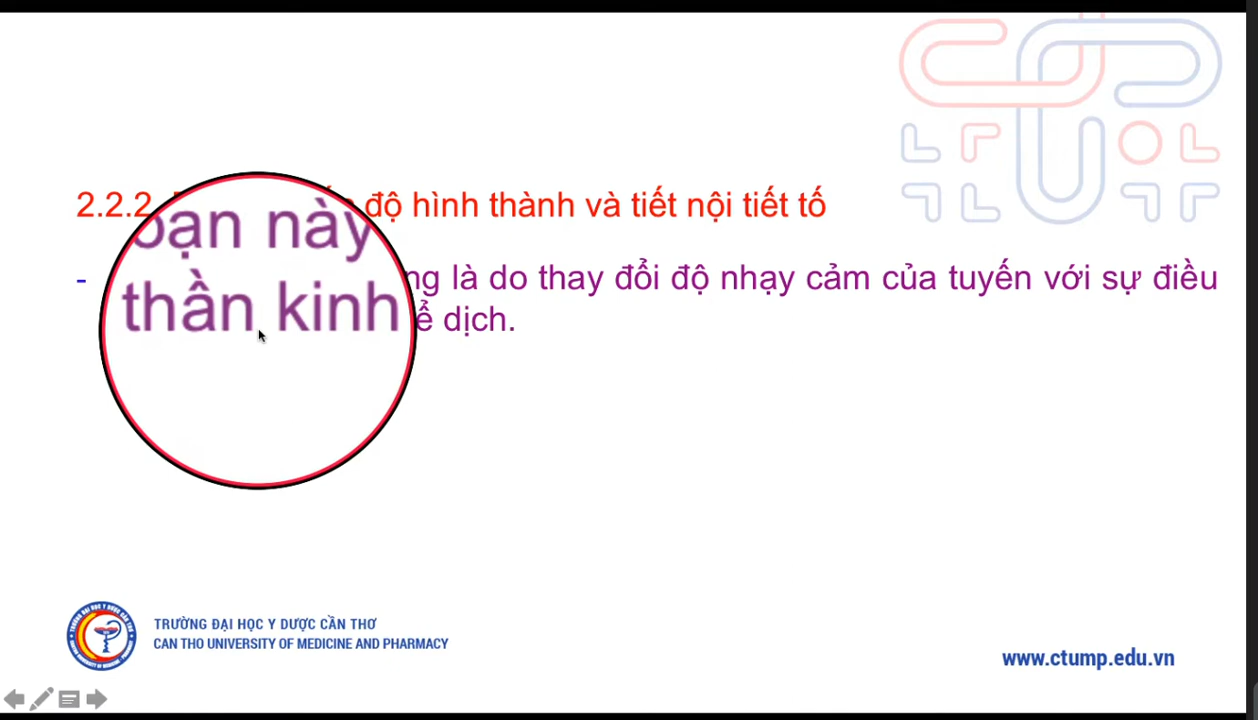 2.2.2. độ hình thành và tiết nội tiết tố
bạn này
- là do thay đổi độ nhạy cảm của tuyến với sự điều
thần kinh dịch.
TRƯỜNG ĐẠI HỌC Y DƯỢC CẦN THƠ
CAN THO UNIVERSITY OF MEDICINE AND PHARMACY
www.ctump.edu.vn